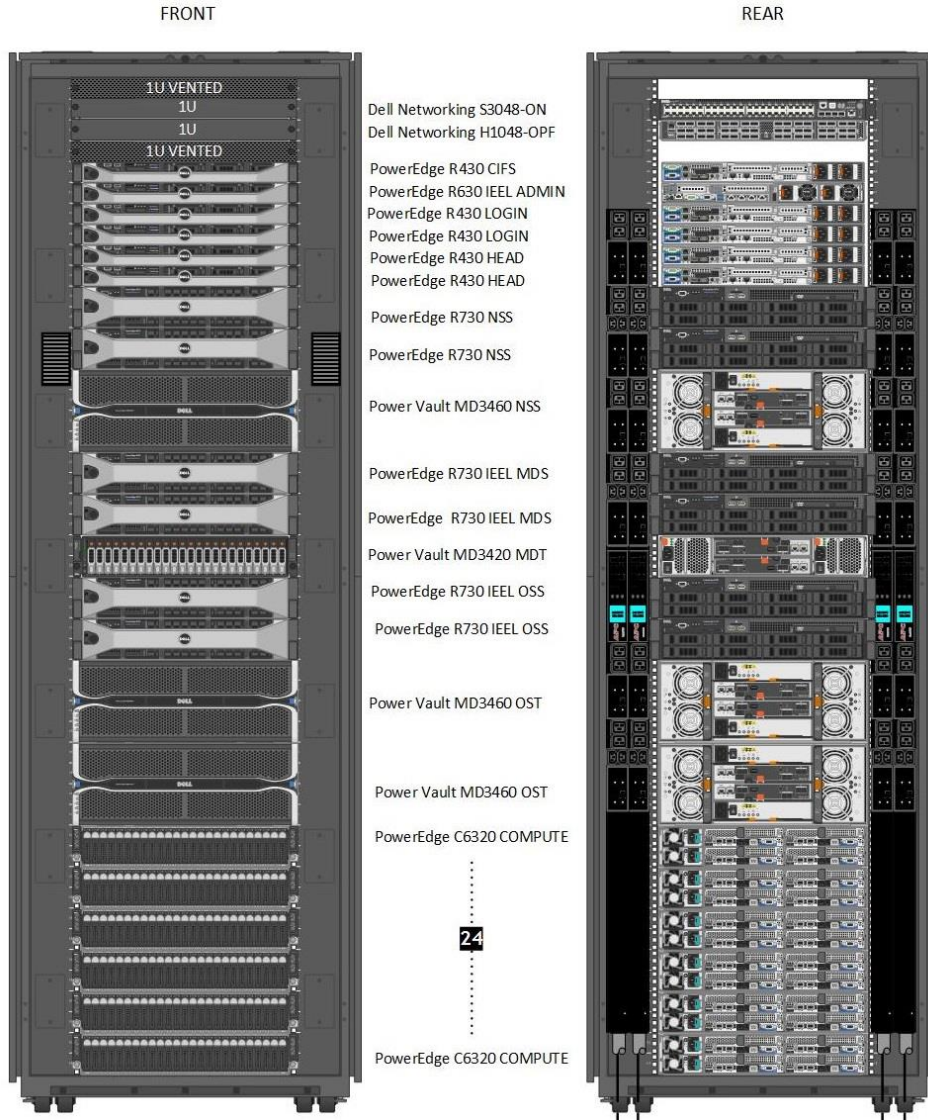 FRONT
REAR
1U VENTED
1U
1U
1U VENTED
Dell Networking S3048-ON
Dell Networking H1048-OPF
PowerEdge R430 CIFS
PowerEdge R630 IEEL ADMIN
PowerEdge R430 LOGIN
PowerEdge R430 LOGIN
PowerEdge R430 HEAD
PowerEdge R430 HEAD
PowerEdge R730 NSS
PowerEdge R730 NSS
Power Vault MD3460 NSS
PowerEdge R730 IEEL MDS
PowerEdge R730 IEEL MDS
Power Vault MD3420 MDT
PowerEdge R730 IEEL OSS
PowerEdge R730 IEEL OSS
Power Vault MD3460 OST
Power Vault MD3460 OST
PowerEdge C6320 COMPUTE
24
PowerEdge C6320 COMPUTE
DELL
DELL
DELL